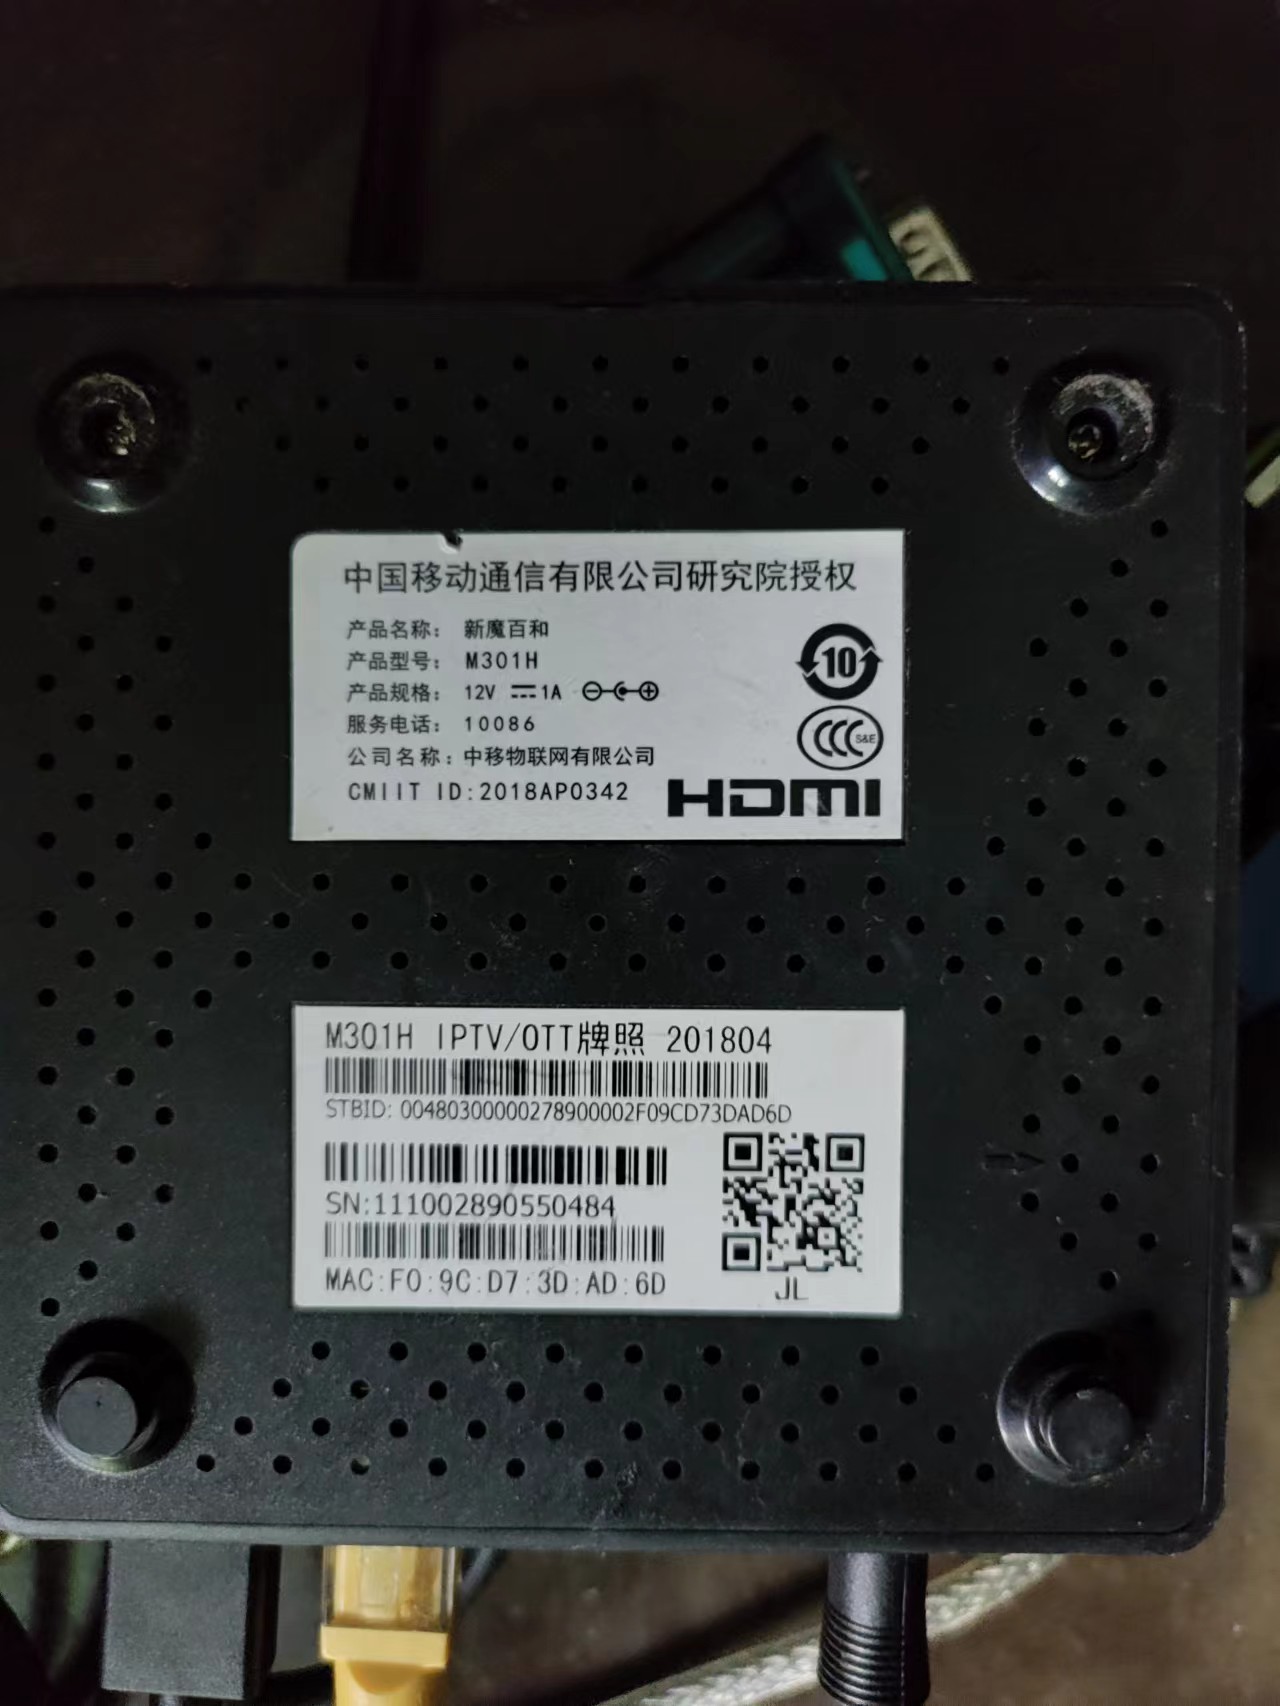 中国移动通信有限公司研究院授权
产品名称： 新魔百和
产品型号： M301H
产品规格： 12V 1A
服务电话： 10086
公司名称：中移物联网有限公司
CMIIT ID:2018AP0342
10
CCC S&E
HDMI
M301H IPTV/OTT牌照 201804
STBID: 00480300000278900002F09CD73DAD6D
SN:111002890550484
MAC:F0:9C:D7:3D:AD:6D
JL